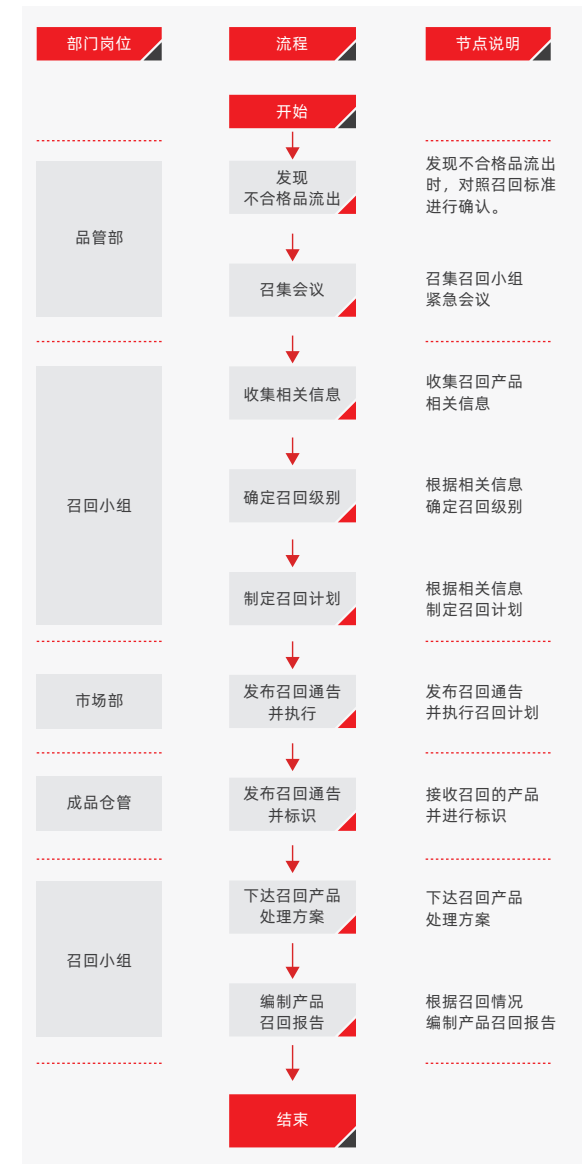 部门岗位
流程
节点说明
开始
发现
不合格品流出
发现不合格品流出
时，对照召回标准
进行确认。
品管部
召集会议
召集召回小组
紧急会议
收集相关信息
收集召回产品
相关信息
召回小组
确定召回级别
根据相关信息
确定召回级别
制定召回计划
根据相关信息
制定召回计划
市场部
发布召回通告
并执行
发布召回通告
并执行召回计划
成品仓管
发布召回通告
并标识
接收召回的产品
并进行标识
下达召回产品
处理方案
下达召回产品
处理方案
召回小组
编制产品
召回报告
根据召回情况
编制产品召回报告
结束